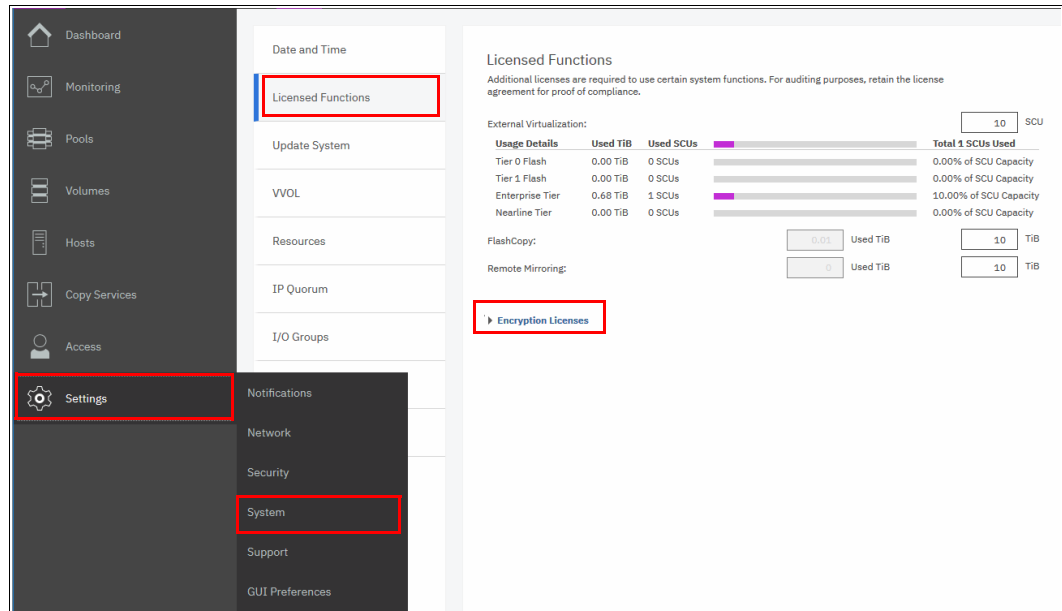 Dashboard
Monitoring
Pools
Volumes
Hosts
Copy Services
Access
Settings
Notifications
Network
Security
System
Support
GUI Preferences
Date and Time
Licensed Functions
Update System
VVOL
Resources
IP Quorum
I/O Groups
Licensed Functions
Additional licenses are required to use certain system functions. For auditing purposes, retain the license
agreement for proof of compliance.
External Virtualization: 10 SCU
Usage Details Used TiB Used SCUs Total 1 SCUs Used
Tier 0 Flash 0.00 TiB 0 SCUs 0.00% of SCU Capacity
Tier 1 Flash 0.00 TiB 0 SCUs 0.00% of SCU Capacity
Enterprise Tier 0.68 TiB 1 SCUs 10.00% of SCU Capacity
Nearline Tier 0.00 TiB 0 SCUs 0.00% of SCU Capacity
FlashCopy: 0.01 Used TiB 10 TiB
Remote Mirroring: 0 Used TiB 10 TiB
Encryption Licenses